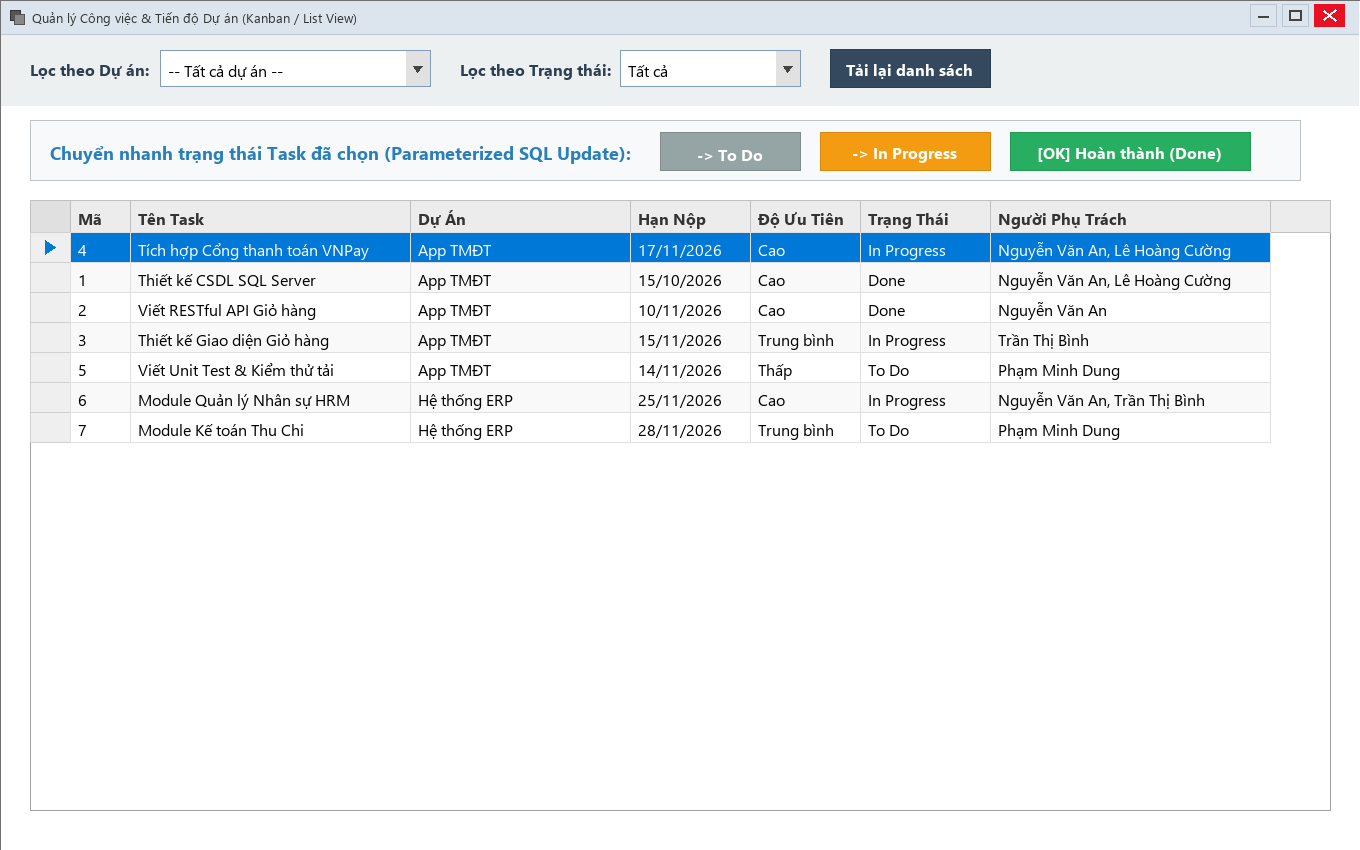 Quản lý Công việc & Tiến độ Dự án (Kanban / List View)
Lọc theo Dự án: -- Tất cả dự án -- Lọc theo Trạng thái: Tất cả Tải lại danh sách
Chuyển nhanh trạng thái Task đã chọn (Parameterized SQL Update): -> To Do -> In Progress [OK] Hoàn thành (Done)
Mã Tên Task Dự Án Hạn Nộp Độ Ưu Tiên Trạng Thái Người Phụ Trách
4 Tích hợp Cổng thanh toán VNPay App TMĐT 17/11/2026 Cao In Progress Nguyễn Văn An, Lê Hoàng Cường
1 Thiết kế CSDL SQL Server App TMĐT 15/10/2026 Cao Done Nguyễn Văn An, Lê Hoàng Cường
2 Viết RESTful API Giỏ hàng App TMĐT 10/11/2026 Cao Done Nguyễn Văn An
3 Thiết kế Giao diện Giỏ hàng App TMĐT 15/11/2026 Trung bình In Progress Trần Thị Bình
5 Viết Unit Test & Kiểm thử tải App TMĐT 14/11/2026 Thấp To Do Phạm Minh Dung
6 Module Quản lý Nhân sự HRM Hệ thống ERP 25/11/2026 Cao In Progress Nguyễn Văn An, Trần Thị Bình
7 Module Kế toán Thu Chi Hệ thống ERP 28/11/2026 Trung bình To Do Phạm Minh Dung